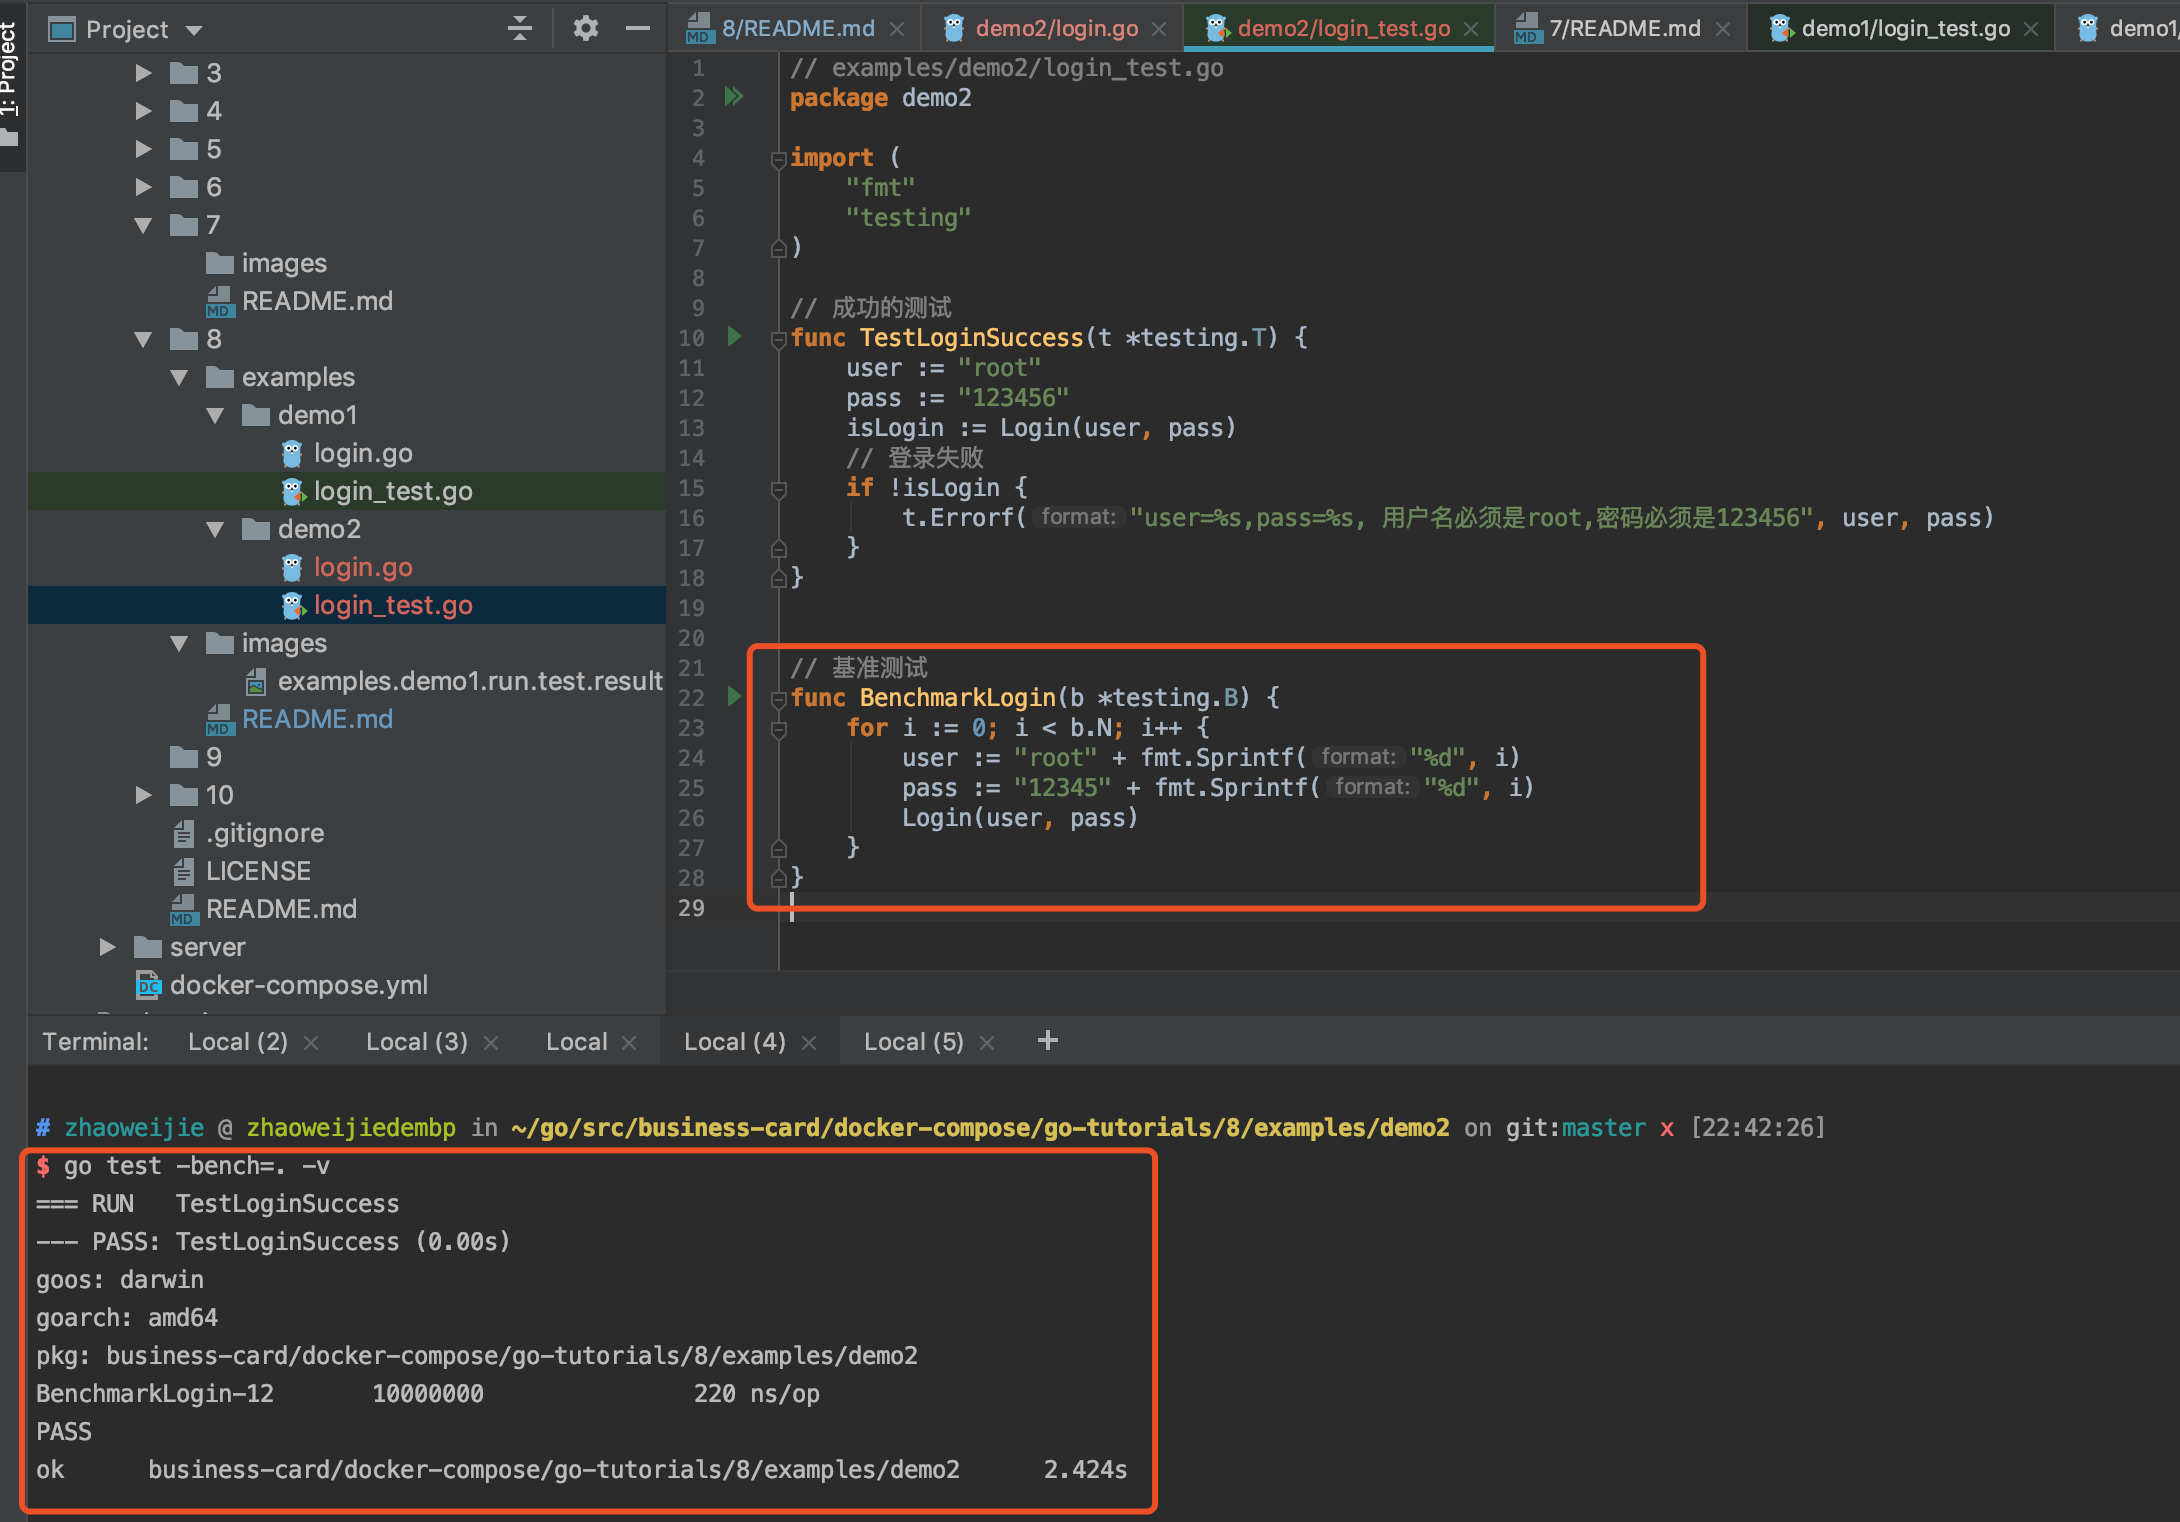 1: Project
Project
3
4
5
6
7
images
README.md
8
examples
demo1
login.go
login_test.go
demo2
login.go
login_test.go
images
examples.demo1.run.test.result
README.md
9
10
.gitignore
LICENSE
README.md
server
docker-compose.yml
8/README.md
demo2/login.go
demo2/login_test.go
7/README.md
demo1/login_test.go
demo1/
1 // examples/demo2/login_test.go
2 package demo2
3
4 import (
5 "fmt"
6 "testing"
7 )
8
9 // 成功的测试
10 func TestLoginSuccess(t *testing.T) {
11 user := "root"
12 pass := "123456"
13 isLogin := Login(user, pass)
14 // 登录失败
15 if !isLogin {
16 t.Errorf( format: "user=%s,pass=%s, 用户名必须是root,密码必须是123456", user, pass)
17 }
18 }
19
20
21 // 基准测试
22 func BenchmarkLogin(b *testing.B) {
23 for i := 0; i < b.N; i++ {
24 user := "root" + fmt.Sprintf( format: "%d", i)
25 pass := "12345" + fmt.Sprintf( format: "%d", i)
26 Login(user, pass)
27 }
28 }
29
Terminal: Local (2) Local (3) Local Local (4) Local (5) +
# zhaoweijie @ zhaoweijiedembp in ~/go/src/business-card/docker-compose/go-tutorials/8/examples/demo2 on git:master x [22:42:26]
$ go test -bench=. -v
=== RUN TestLoginSuccess
--- PASS: TestLoginSuccess (0.00s)
goos: darwin
goarch: amd64
pkg: business-card/docker-compose/go-tutorials/8/examples/demo2
BenchmarkLogin-12 10000000 220 ns/op
PASS
ok business-card/docker-compose/go-tutorials/8/examples/demo2 2.424s